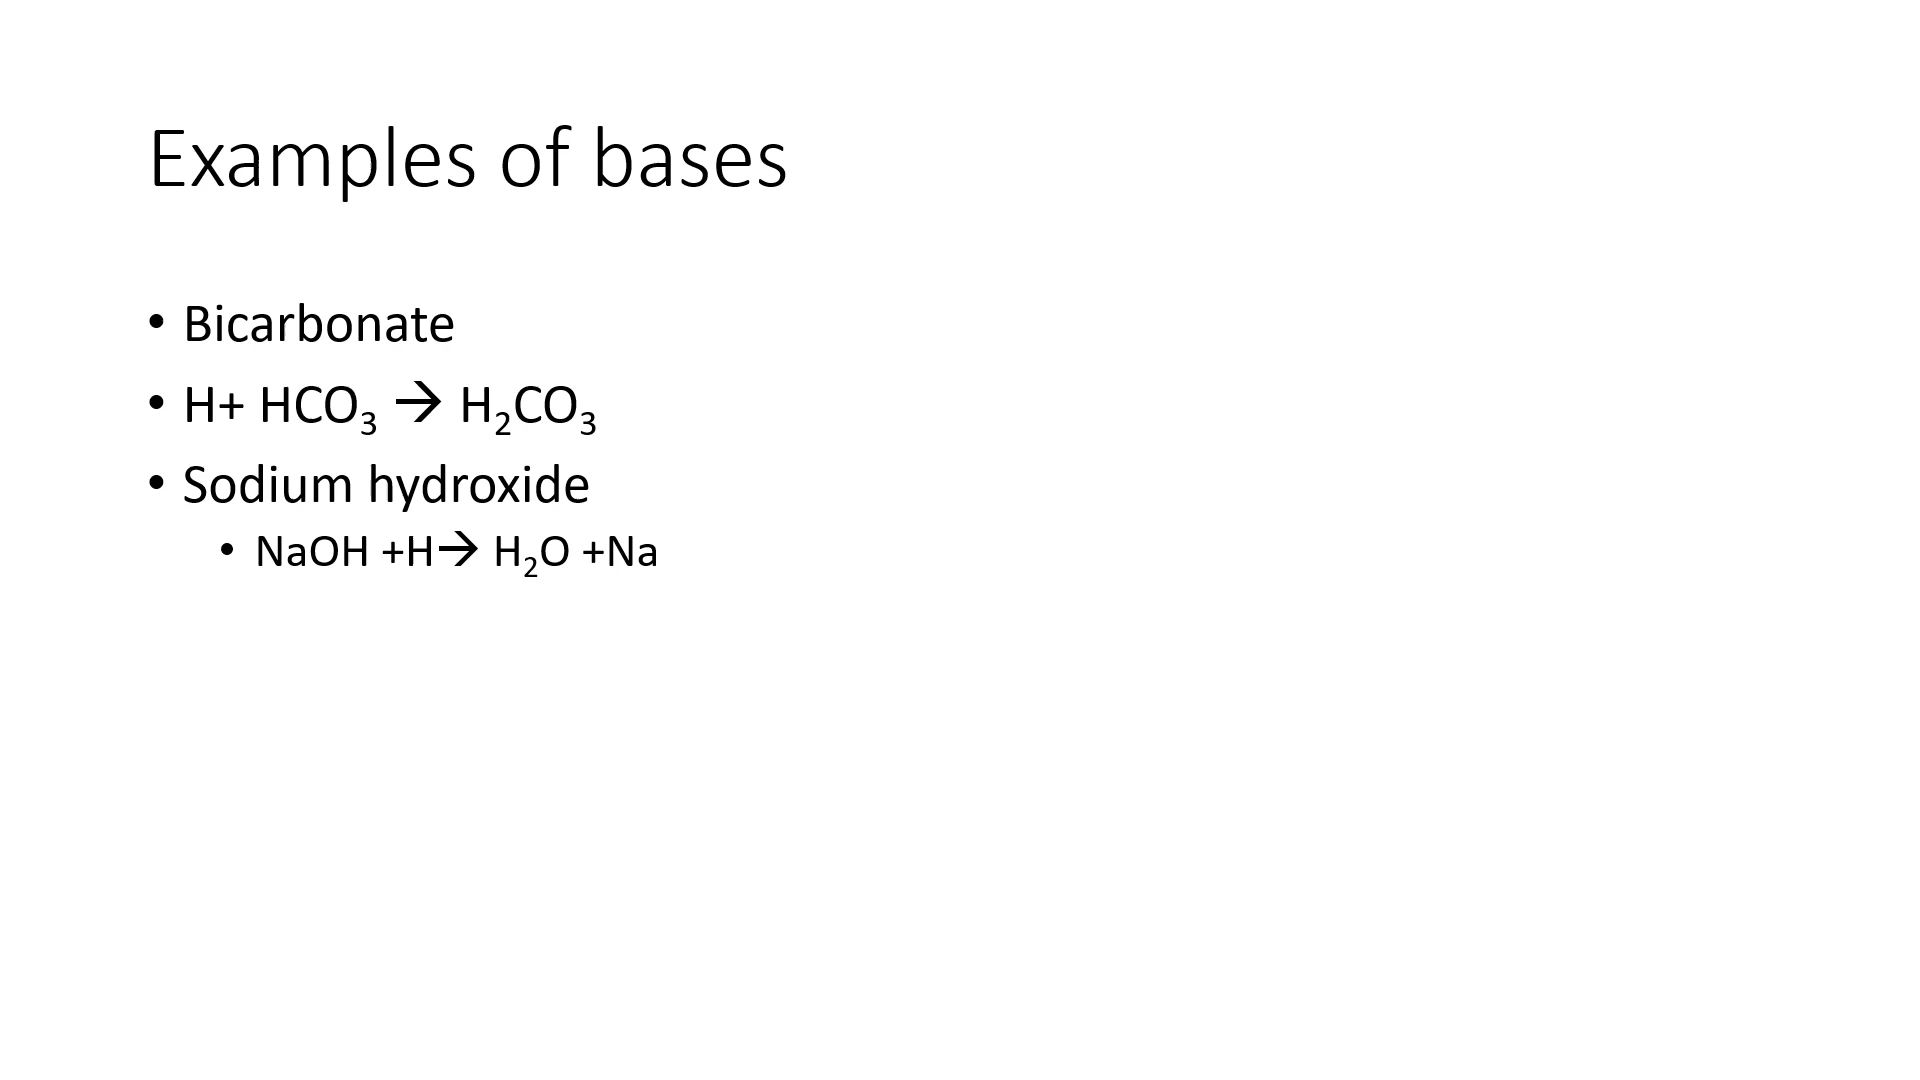 Examples of bases
• Bicarbonate
• H+ HCO₃ → H₂CO₃
• Sodium hydroxide
• NaOH +H→ H₂O +Na